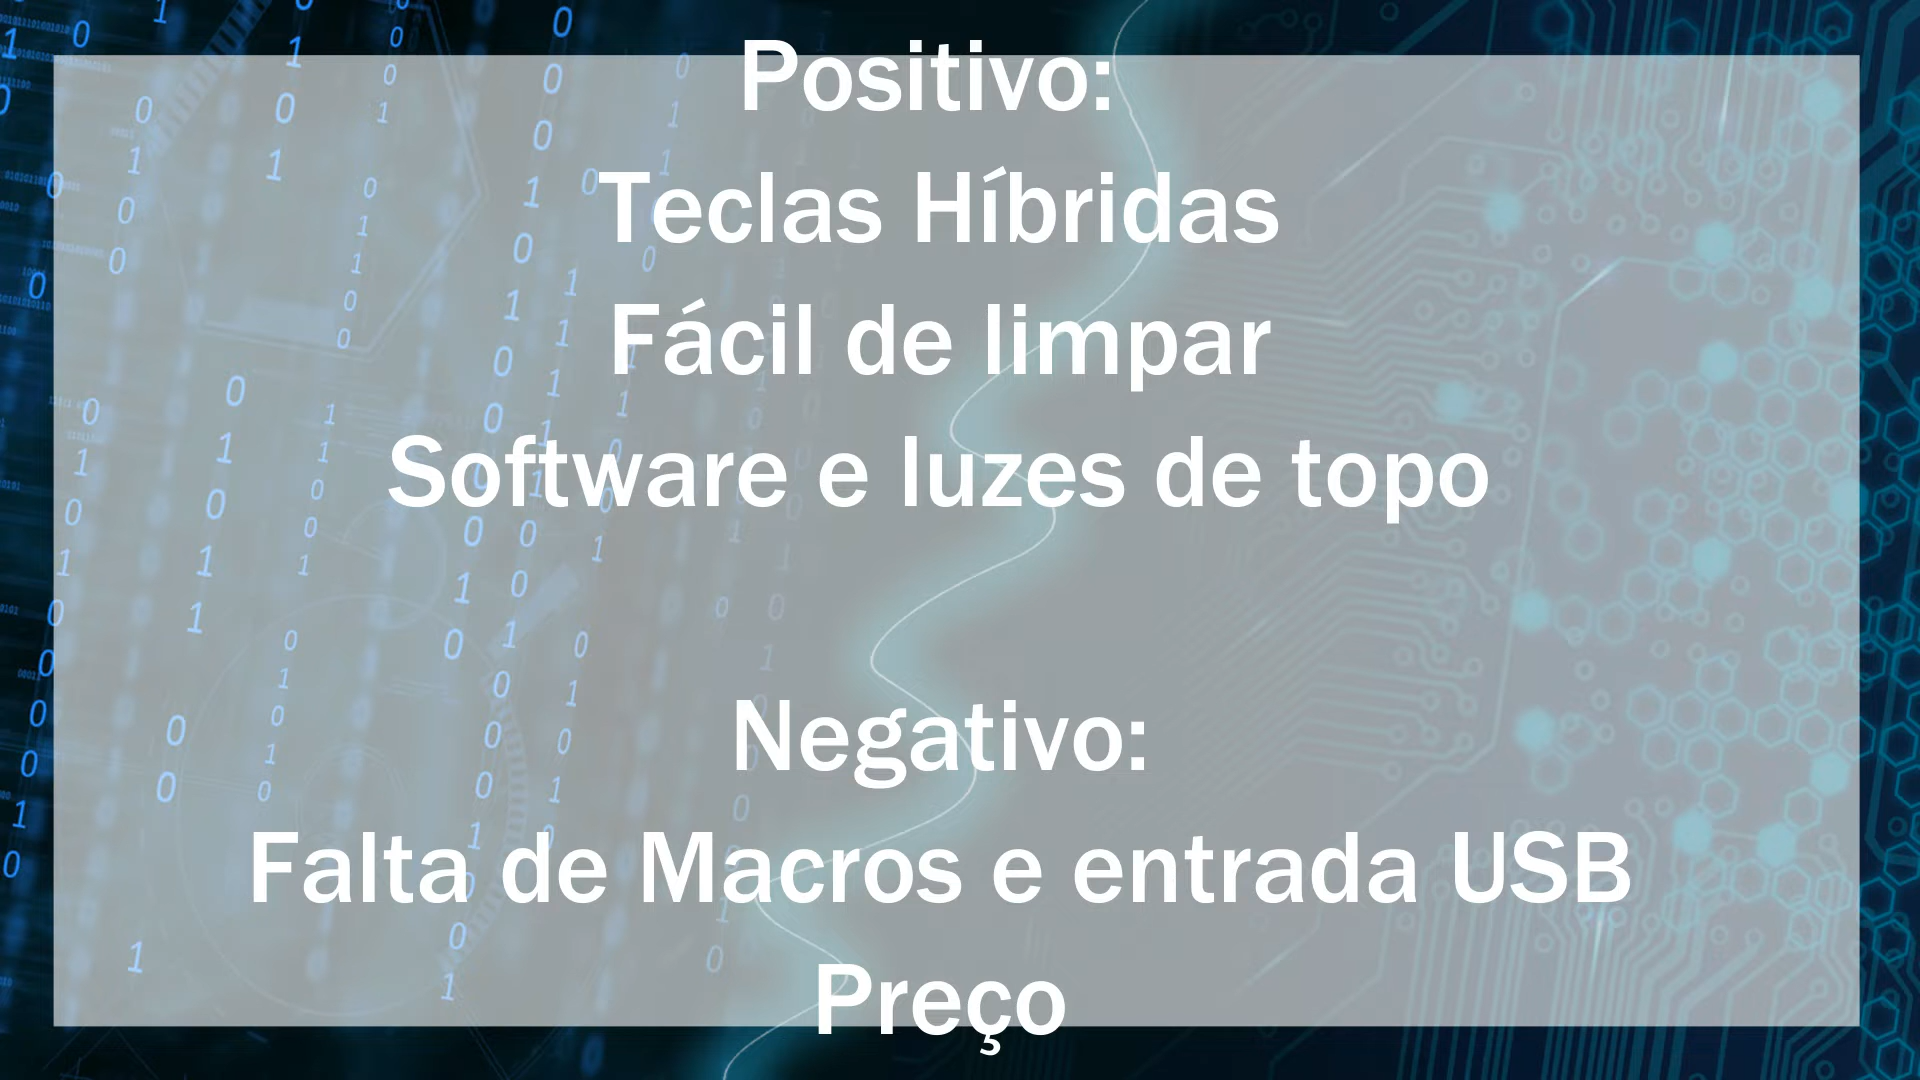 Positivo:
Teclas Híbridas
Fácil de limpar
Software e luzes de topo
Negativo:
Falta de Macros e entrada USB
Preço